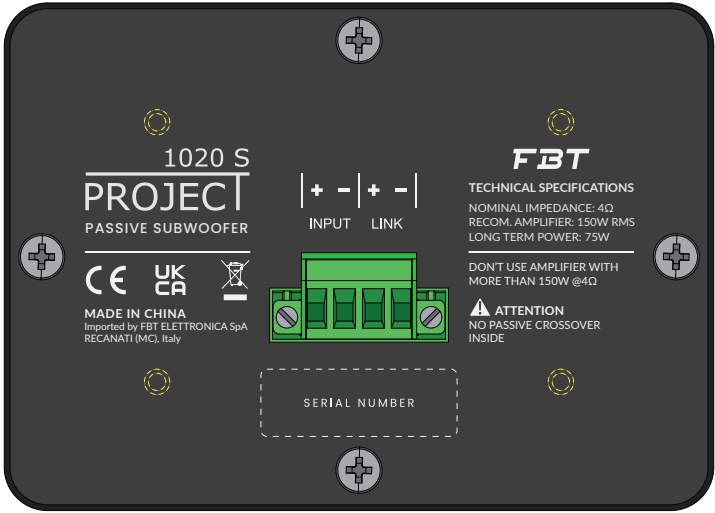 1020 S
PROJECT
PASSIVE SUBWOOFER
CE
UK
CA
MADE IN CHINA
Imported by FBT ELETTRONICA SpA
RECANATI (MC), Italy
+ − + −
INPUT LINK
SERIAL NUMBER
FBT
TECHNICAL SPECIFICATIONS
NOMINAL IMPEDANCE: 4Ω
RECOM. AMPLIFIER: 150W RMS
LONG TERM POWER: 75W
DON'T USE AMPLIFIER WITH
MORE THAN 150W @4Ω
ATTENTION
NO PASSIVE CROSSOVER
INSIDE